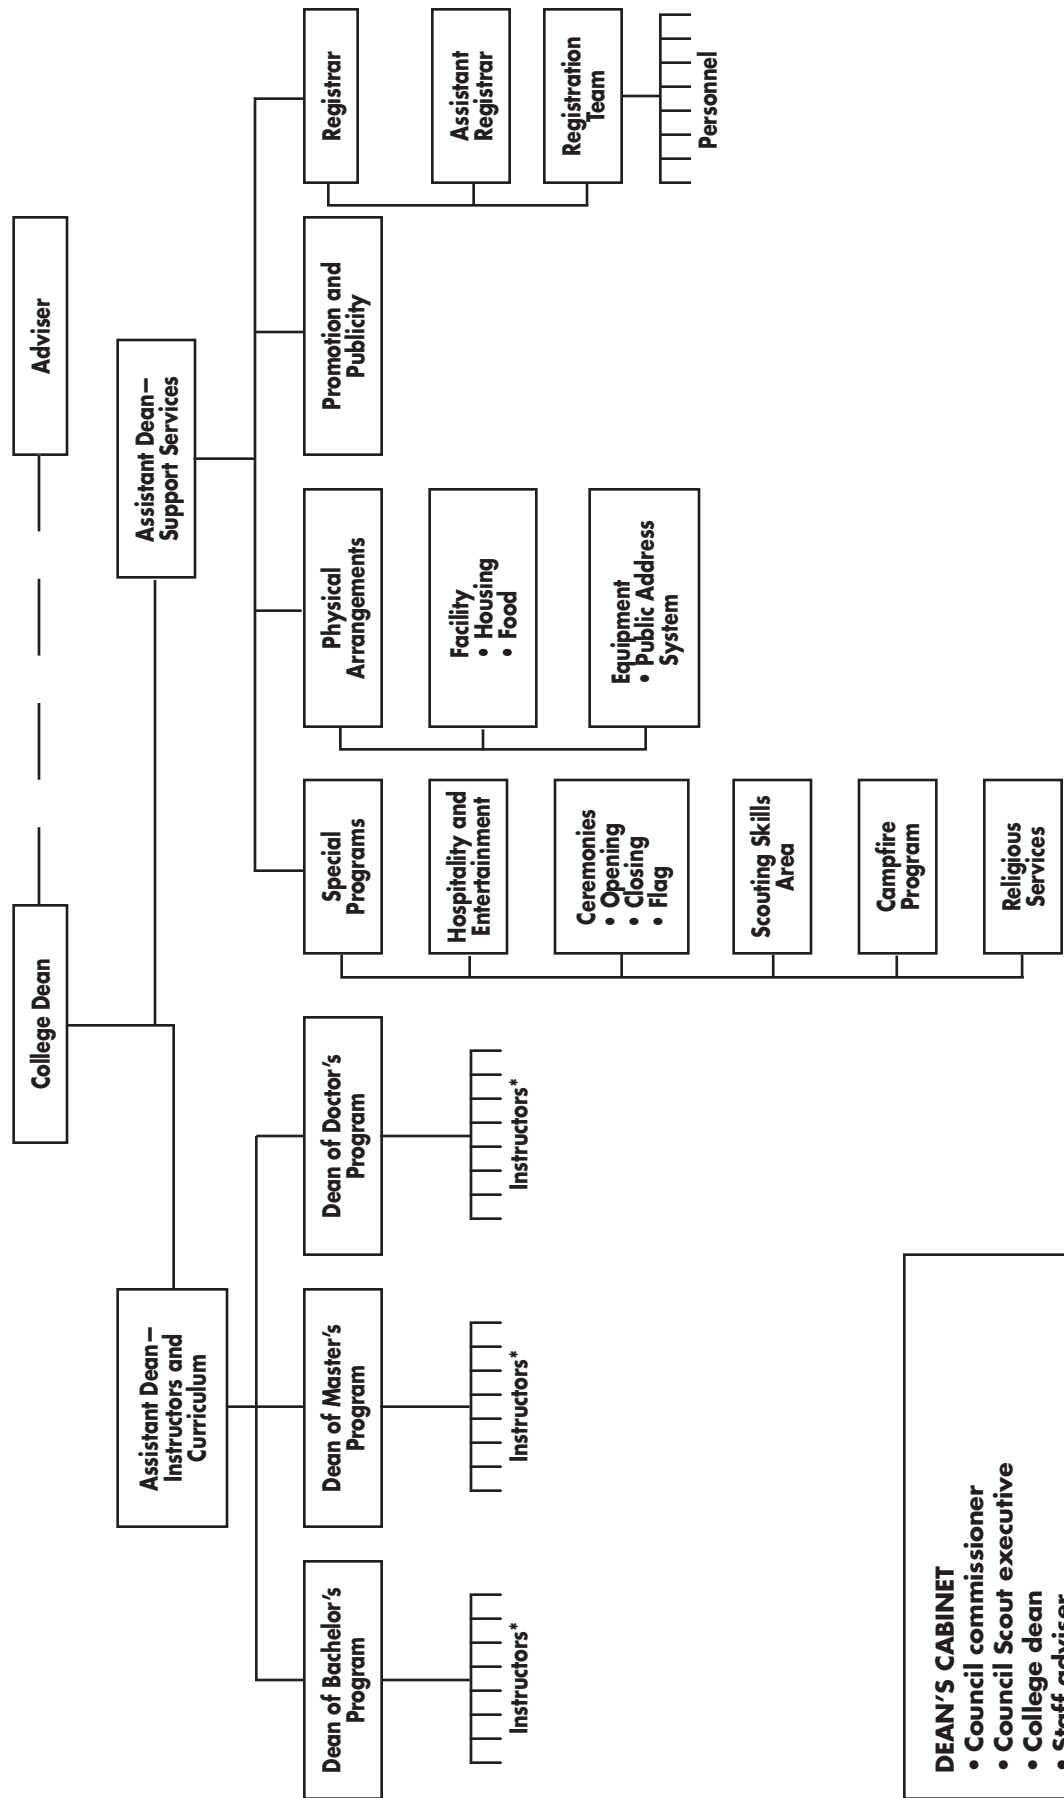 College Dean
Adviser
Assistant Dean—
Instructors and
Curriculum
Assistant Dean—
Support Services
Dean of Bachelor’s
Program
Dean of Master’s
Program
Dean of Doctor’s
Program
Special
Programs
Physical
Arrangements
Promotion and
Publicity
Registrar
Instructors*
Instructors*
Instructors*
Hospitality and
Entertainment
Ceremonies
• Opening
• Closing
• Flag
Scouting Skills
Area
Campfire
Program
Religious
Services
Facility
• Housing
• Food
Equipment
• Public Address
System
Assistant
Registrar
Registration
Team
Personnel
DEAN’S CABINET
• Council commissioner
• Council Scout executive
• College dean
• Staff adviser